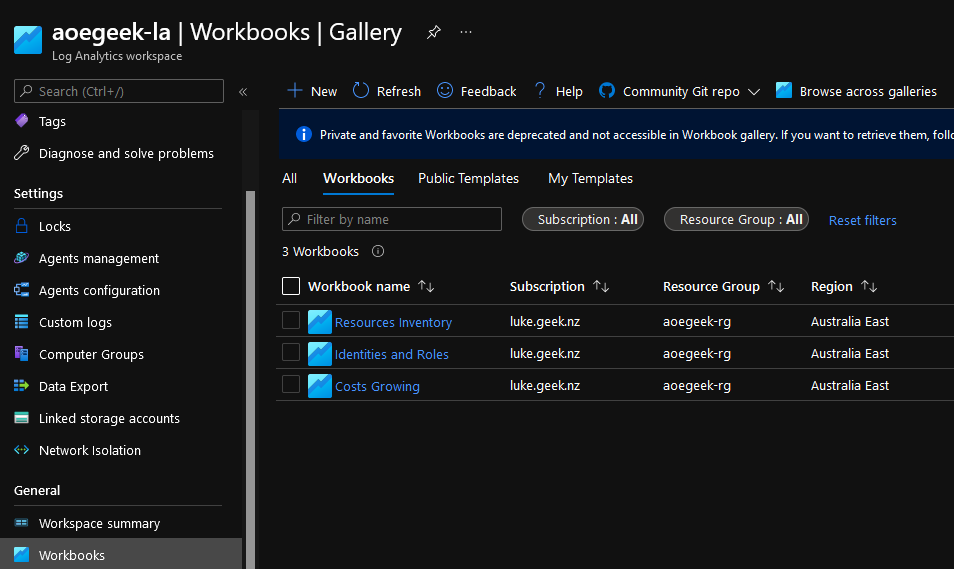 aoegeek-la | Workbooks | Gallery
Log Analytics workspace
Search (Ctrl+/)
Tags
Diagnose and solve problems
Settings
Locks
Agents management
Agents configuration
Custom logs
Computer Groups
Data Export
Linked storage accounts
Network Isolation
General
Workspace summary
Workbooks
New Refresh Feedback Help Community Git repo Browse across galleries
Private and favorite Workbooks are deprecated and not accessible in Workbook gallery. If you want to retrieve them, follo
All Workbooks Public Templates My Templates
Filter by name Subscription : All Resource Group : All Reset filters
3 Workbooks
Workbook name Subscription Resource Group Region
Resources Inventory luke.geek.nz aoegeek-rg Australia East
Identities and Roles luke.geek.nz aoegeek-rg Australia East
Costs Growing luke.geek.nz aoegeek-rg Australia East